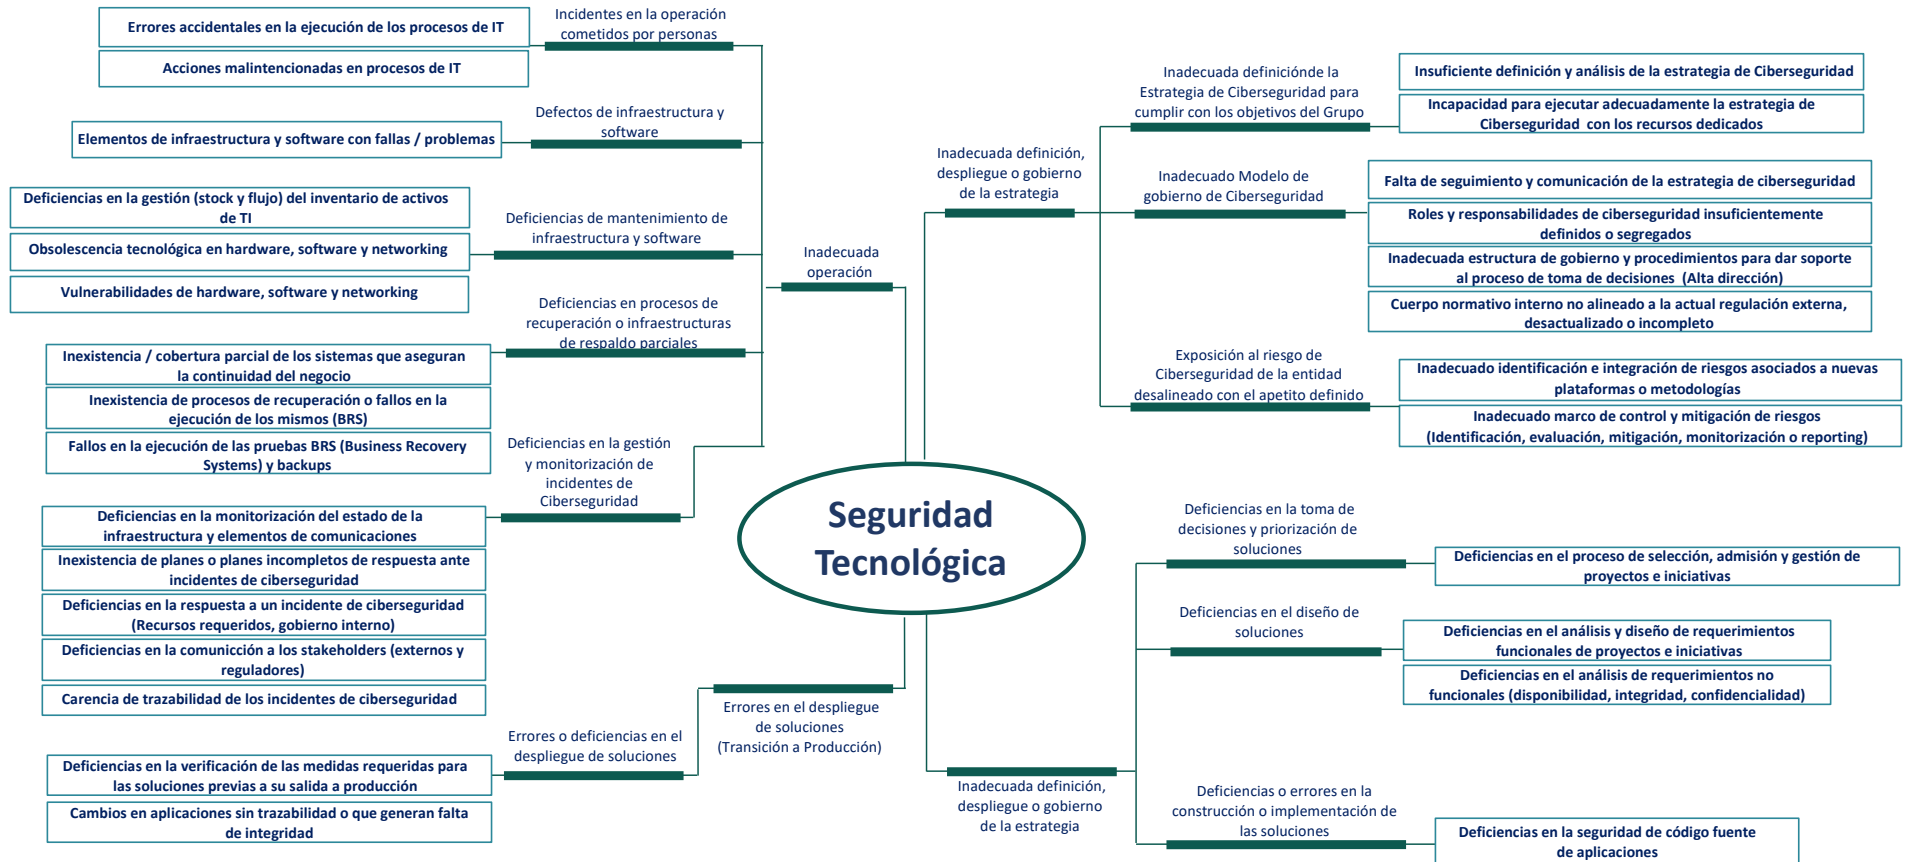 Errores accidentales en la ejecución de los procesos de IT
Acciones malintencionadas en procesos de IT
Incidentes en la operación
cometidos por personas
Elementos de infraestructura y software con fallas / problemas
Defectos de infraestructura y
software
Deficiencias en la gestión (stock y flujo) del inventario de activos
de TI
Obsolescencia tecnológica en hardware, software y networking
Vulnerabilidades de hardware, software y networking
Deficiencias de mantenimiento de
infraestructura y software
Inadecuada
operación
Deficiencias en procesos de
recuperación o infraestructuras
de respaldo parciales
Inexistencia / cobertura parcial de los sistemas que aseguran
la continuidad del negocio
Inexistencia de procesos de recuperación o fallos en la
ejecución de los mismos (BRS)
Fallos en la ejecución de las pruebas BRS (Business Recovery
Systems) y backups
Deficiencias en la gestión
y monitorización de
incidentes de
Ciberseguridad
Deficiencias en la monitorización del estado de la
infraestructura y elementos de comunicaciones
Inexistencia de planes o planes incompletos de respuesta ante
incidentes de ciberseguridad
Deficiencias en la respuesta a un incidente de ciberseguridad
(Recursos requeridos, gobierno interno)
Deficiencias en la comunicción a los stakeholders (externos y
reguladores)
Carencia de trazabilidad de los incidentes de ciberseguridad
Errores en el despliegue
de soluciones
(Transición a Producción)
Errores o deficiencias en el
despliegue de soluciones
Deficiencias en la verificación de las medidas requeridas para
las soluciones previas a su salida a producción
Cambios en aplicaciones sin trazabilidad o que generan falta
de integridad
Seguridad
Tecnológica
Inadecuada definición,
despliegue o gobierno
de la estrategia
Inadecuada definiciónde la
Estrategia de Ciberseguridad para
cumplir con los objetivos del Grupo
Insuficiente definición y análisis de la estrategia de Ciberseguridad
Incapacidad para ejecutar adecuadamente la estrategia de
Ciberseguridad con los recursos dedicados
Inadecuado Modelo de
gobierno de Ciberseguridad
Falta de seguimiento y comunicación de la estrategia de ciberseguridad
Roles y responsabilidades de ciberseguridad insuficientemente
definidos o segregados
Inadecuada estructura de gobierno y procedimientos para dar soporte
al proceso de toma de decisiones (Alta dirección)
Cuerpo normativo interno no alineado a la actual regulación externa,
desactualizado o incompleto
Exposición al riesgo de
Ciberseguridad de la entidad
desalineado con el apetito definido
Inadecuado identificación e integración de riesgos asociados a nuevas
plataformas o metodologías
Inadecuado marco de control y mitigación de riesgos
(Identificación, evaluación, mitigación, monitorización o reporting)
Deficiencias en la toma de
decisiones y priorización de
soluciones
Deficiencias en el proceso de selección, admisión y gestión de
proyectos e iniciativas
Deficiencias en el diseño de
soluciones
Deficiencias en el análisis y diseño de requerimientos
funcionales de proyectos e iniciativas
Deficiencias en el análisis de requerimientos no
funcionales (disponibilidad, integridad, confidencialidad)
Inadecuada definición,
despliegue o gobierno
de la estrategia
Deficiencias o errores en la
construcción o implementación de
las soluciones
Deficiencias en la seguridad de código fuente
de aplicaciones